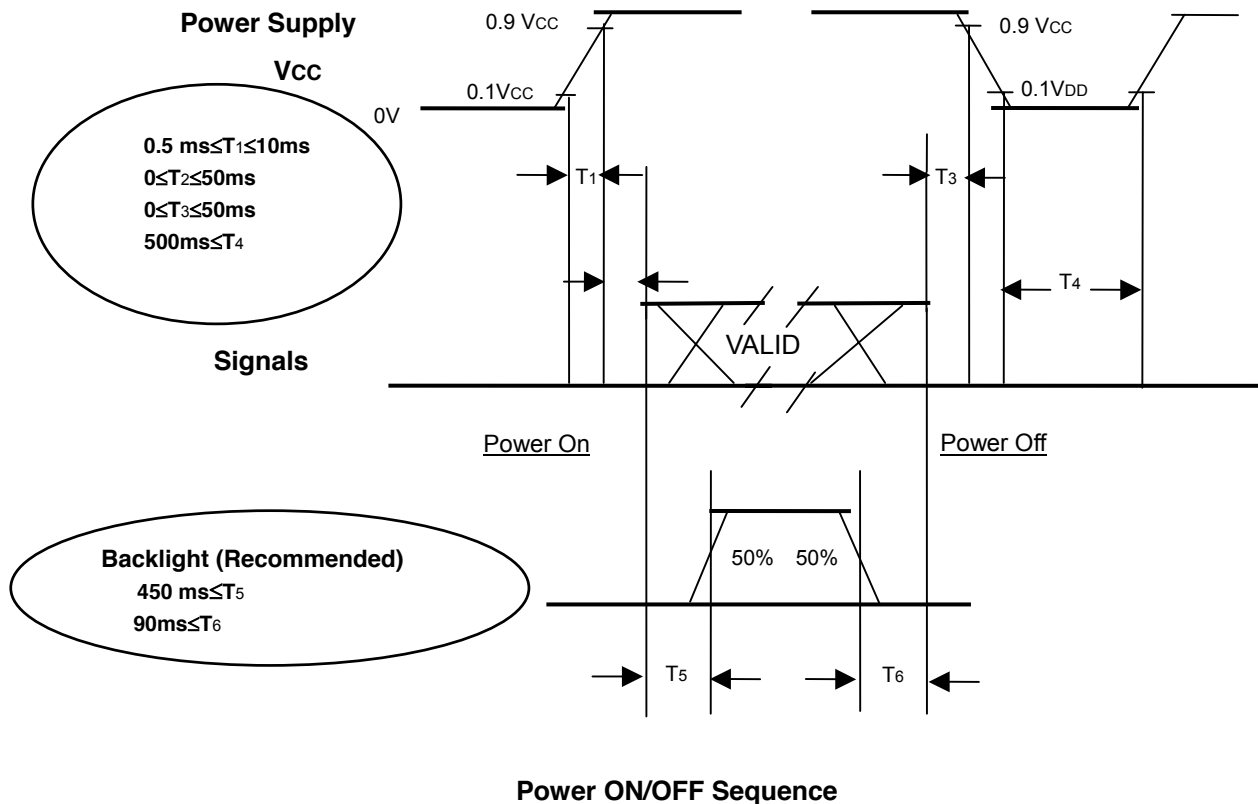 Power Supply
VCC
0V
0.9 VCC
0.1VCC
0.9 VCC
0.1VDD
0.5 ms≤T1≤10ms
0≤T2≤50ms
0≤T3≤50ms
500ms≤T4
T1
T3
T4
VALID
Signals
Power On
Power Off
Backlight (Recommended)
450 ms≤T5
90ms≤T6
50% 50%
T5
T6
Power ON/OFF Sequence